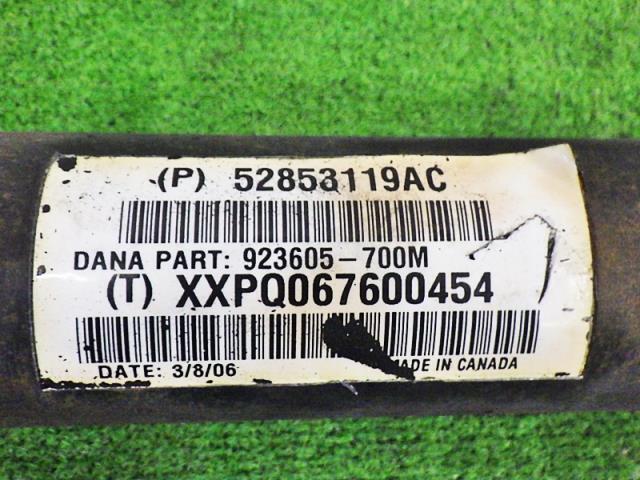 (P) 52853119AC
DANA PART: 923605-700M
(T) XXPQ067600454
DATE: 3/8/06 MADE IN CANADA